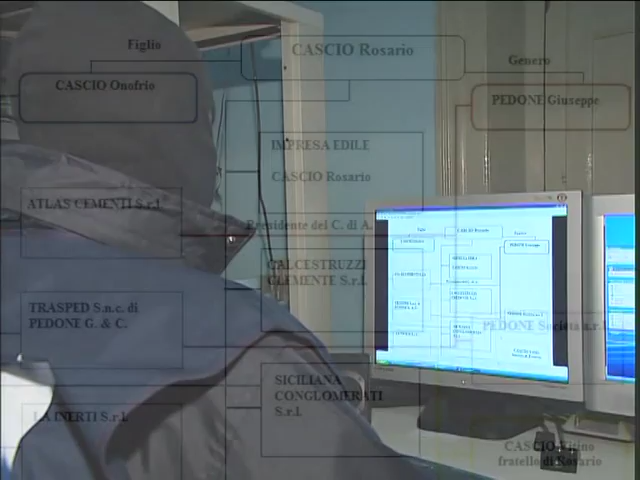 Figlio
CASCIO Rosario
Genero
CASCIO Onofrio
PEDONE Giuseppe
IMPRESA EDILE
CASCIO Rosario
ATLAS CEMENTI S.r.l.
Presidente del C. di A.
CALCESTRUZZI
CLEMENTE S.r.l.
TRASPED S.n.c. di
PEDONE G. & C.
PEDONE Società a.r.l.
SICILIANA
CONGLOMERATI
S.r.l.
LA INERTI S.r.l.
CASCIO Vitino
fratello di Rosario